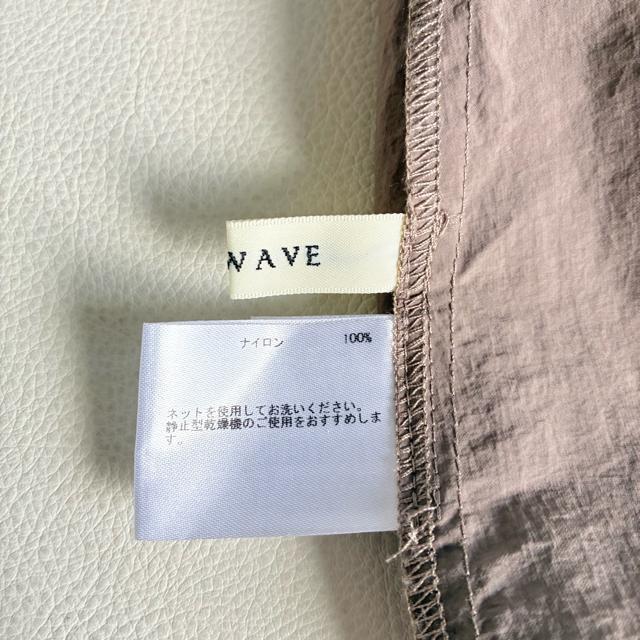 WAVE
ナイロン 100%
ネットを使用してお洗いください。
静止型乾燥機のご使用をおすすめしま
す。